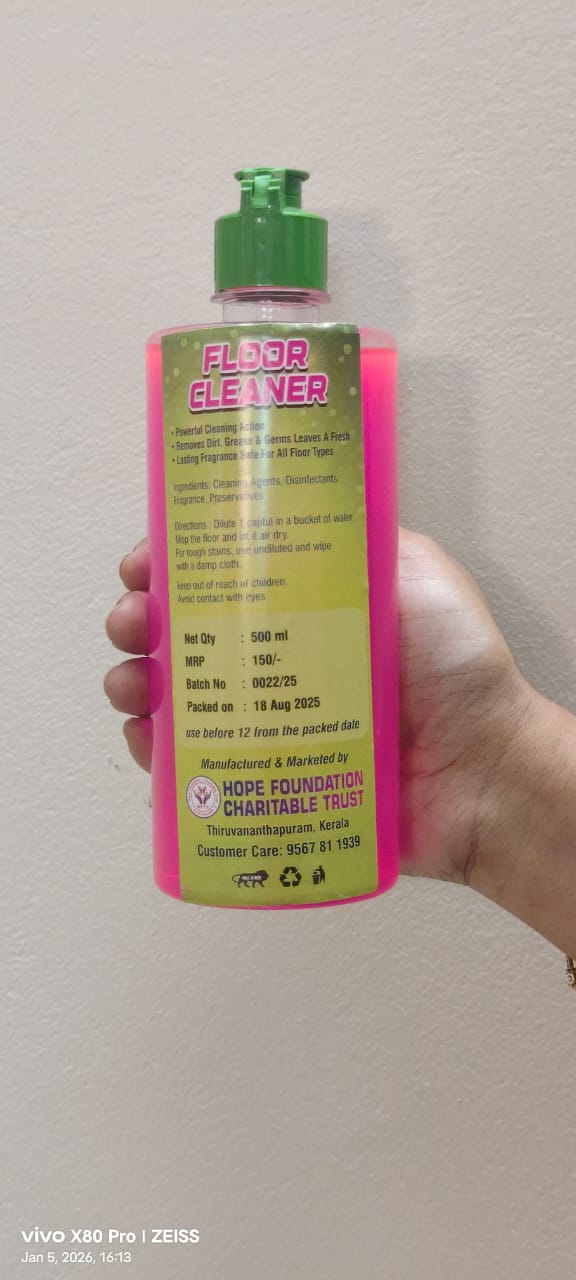 FLOOR
CLEANER
• Powerful Cleaning Action
• Removes Dirt, Grease & Germs Leaves A Fresh
• Lasting Fragrance Safe For All Floor Types
Ingredients: Cleaning Agents, Disinfectants
Fragrance, Preservatives
Directions : Dilute 1 capful in a bucket of water.
Mop the floor and let it air dry.
For tough stains, use undiluted and wipe
with a damp cloth.
keep out of reach of children.
Avoid contact with eyes
Net Qty : 500 ml
MRP : 150/-
Batch No : 0022/25
Packed on : 18 Aug 2025
use before 12 from the packed date
Manufactured & Marketed by
HOPE FOUNDATION
CHARITABLE TRUST
Thiruvananthapuram, Kerala
Customer Care: 9567 81 1939
vivo X80 Pro | ZEISS
Jan 5, 2026, 16:13